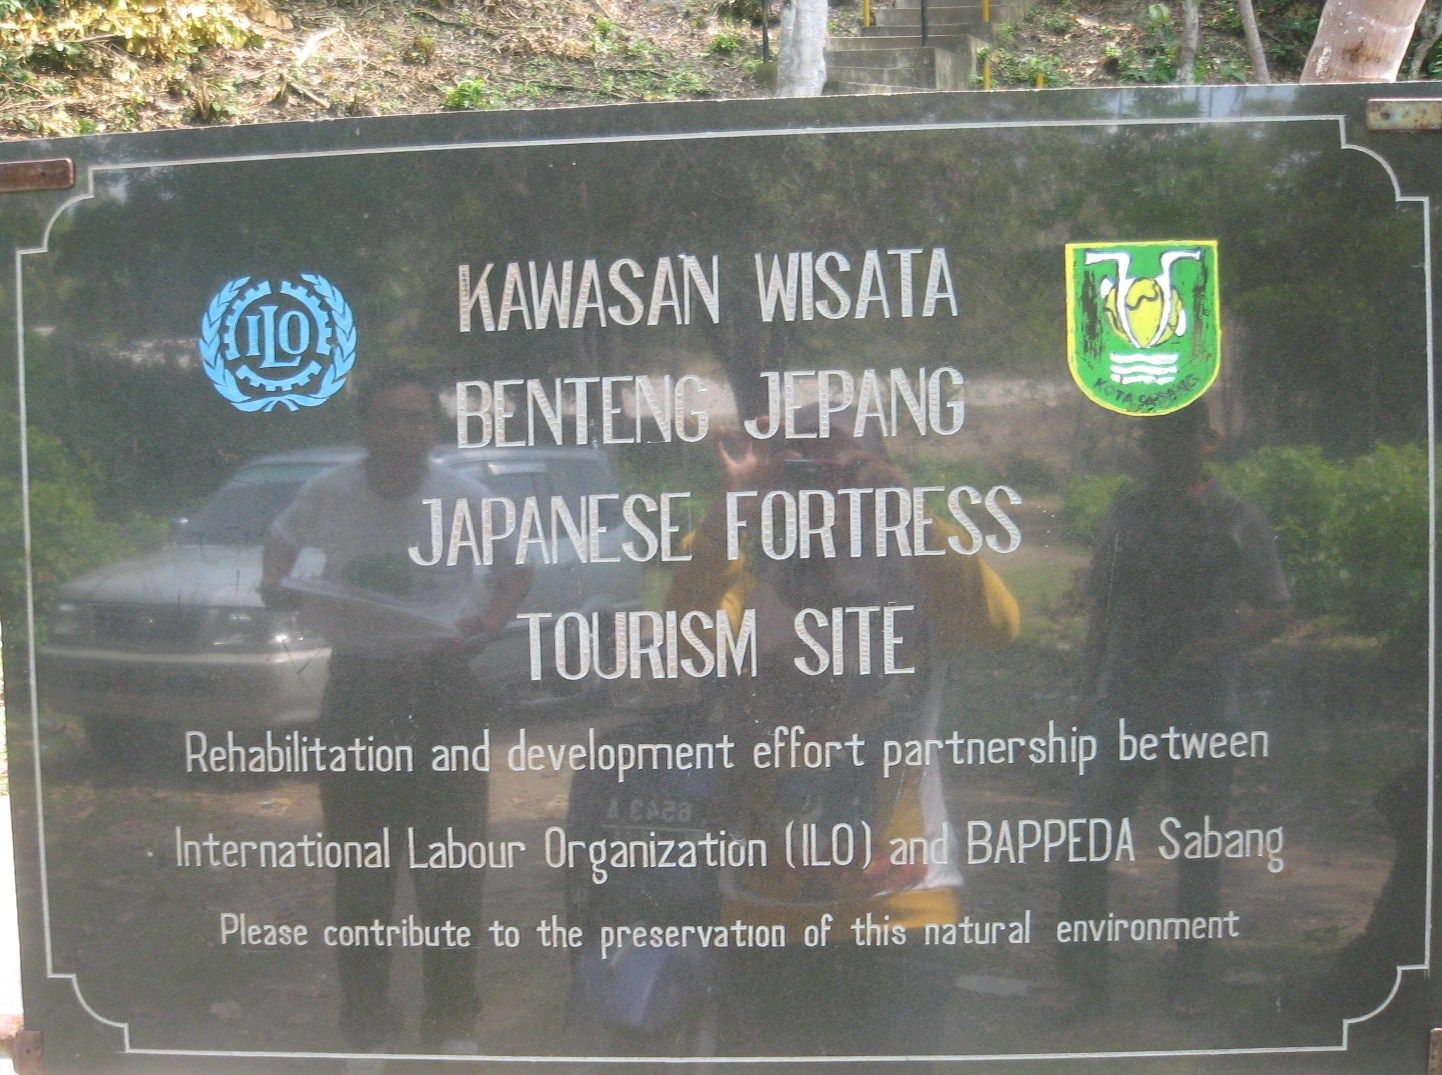 ILO
KAWASAN WISATA
BENTENG JEPANG
JAPANESE FORTRESS
TOURISM SITE
KOTA SABANG
Rehabilitation and development effort partnership between
International Labour Organization (ILO) and BAPPEDA Sabang
Please contribute to the preservation of this natural environment